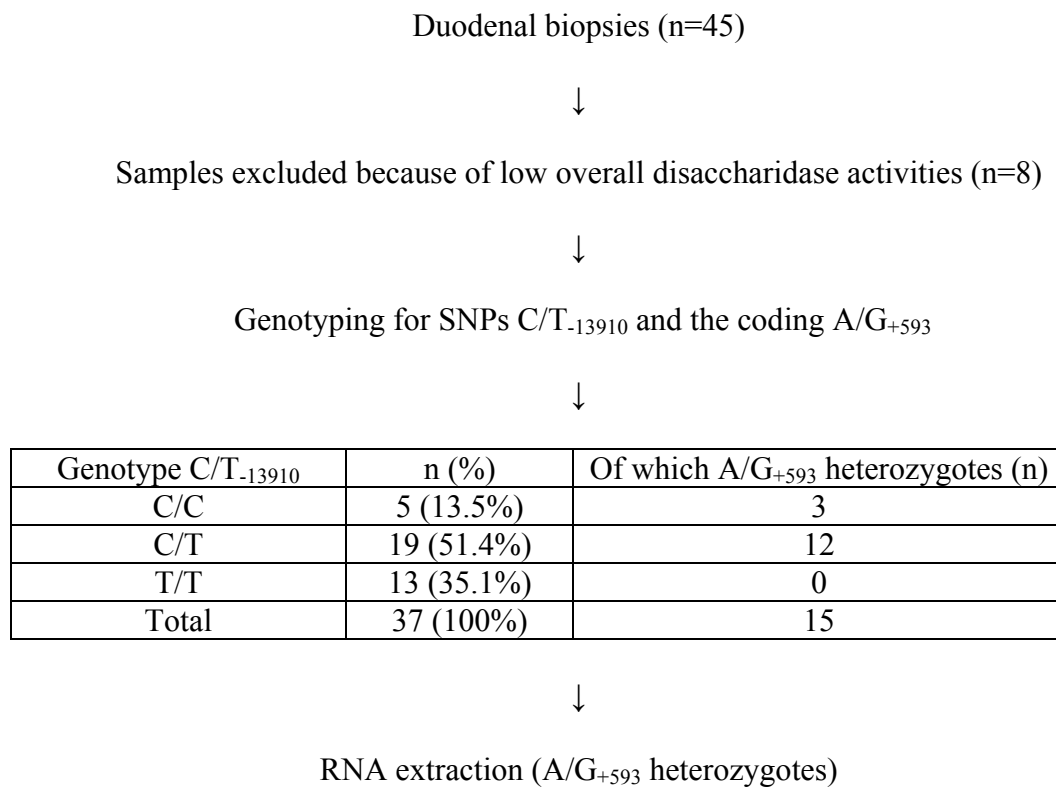 Duodenal biopsies (n=45)
↓
Samples excluded because of low overall disaccharidase activities (n=8)
↓
Genotyping for SNPs C/T-13910 and the coding A/G+593
↓
Genotype C/T-13910 n (%) Of which A/G+593 heterozygotes (n)
C/C 5 (13.5%) 3
C/T 19 (51.4%) 12
T/T 13 (35.1%) 0
Total 37 (100%) 15
↓
RNA extraction (A/G+593 heterozygotes)